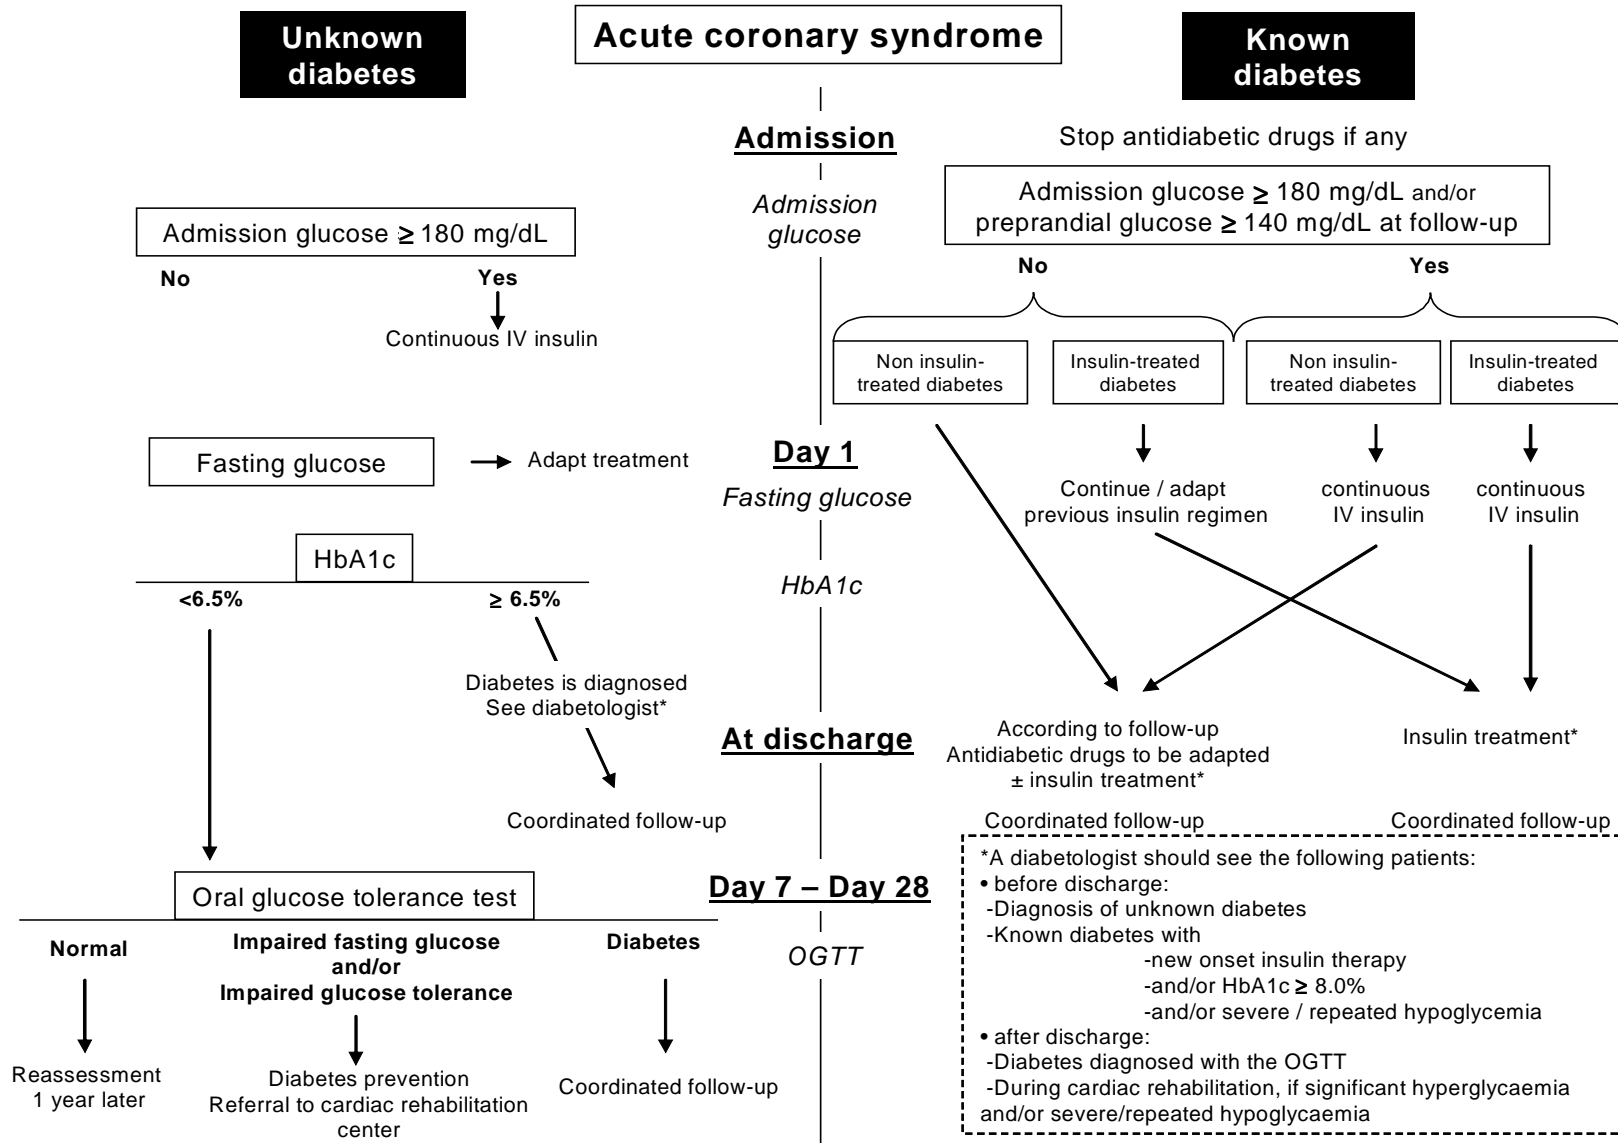 Unknown
diabetes
Acute coronary syndrome
Known
diabetes
Admission
Admission
glucose
Stop antidiabetic drugs if any
Admission glucose ≥ 180 mg/dL and/or
preprandial glucose ≥ 140 mg/dL at follow-up
Admission glucose ≥ 180 mg/dL
No
Yes
Continuous IV insulin
No
Yes
Non insulin-
treated diabetes
Insulin-treated
diabetes
Non insulin-
treated diabetes
Insulin-treated
diabetes
Fasting glucose
Adapt treatment
Day 1
Fasting glucose
Continue / adapt
previous insulin regimen
continuous
IV insulin
continuous
IV insulin
HbA1c
<6.5%
≥ 6.5%
HbA1c
Diabetes is diagnosed
See diabetologist*
Coordinated follow-up
At discharge
According to follow-up
Antidiabetic drugs to be adapted
± insulin treatment*
Insulin treatment*
Coordinated follow-up
Coordinated follow-up
Oral glucose tolerance test
Day 7 – Day 28
OGTT
Normal
Impaired fasting glucose
and/or
Impaired glucose tolerance
Diabetes
Reassessment
1 year later
Diabetes prevention
Referral to cardiac rehabilitation
center
Coordinated follow-up
*A diabetologist should see the following patients:
• before discharge:
-Diagnosis of unknown diabetes
-Known diabetes with
-new onset insulin therapy
-and/or HbA1c ≥ 8.0%
-and/or severe / repeated hypoglycemia
• after discharge:
-Diabetes diagnosed with the OGTT
-During cardiac rehabilitation, if significant hyperglycaemia
and/or severe/repeated hypoglycaemia